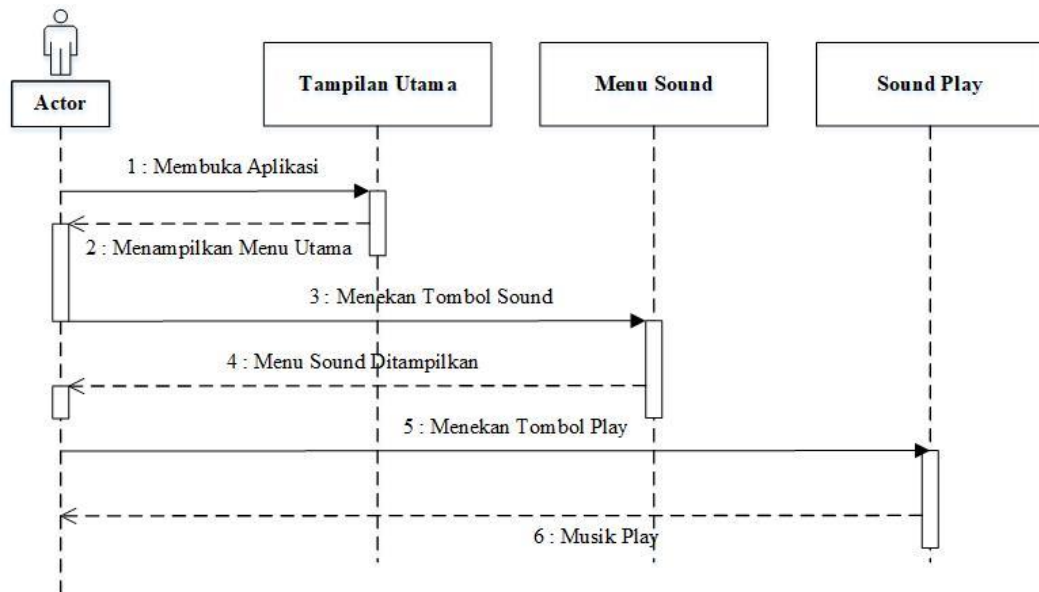 Actor
Tampilan Utama
Menu Sound
Sound Play
1 : Membuka Aplikasi
2 : Menampilkan Menu Utama
3 : Menekan Tombol Sound
4 : Menu Sound Ditampilkan
5 : Menekan Tombol Play
6 : Musik Play